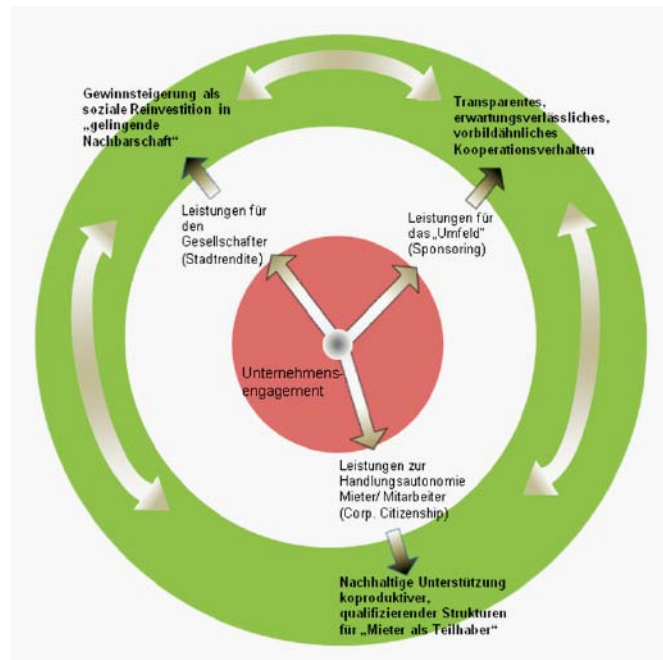 Gewinnsteigerung als
soziale Reinvestition in
„gelingende
Nachbarschaft“
Transparentes,
erwartungsverlässliches,
vorbildähnliches
Kooperationsverhalten
Leistungen für
den
Gesellschafter
(Stadtrendite)
Leistungen für
das „Umfeld“
(Sponsoring)
Unternehmens-
engagement
Leistungen zur
Handlungsautonomie
Mieter/ Mitarbeiter
(Corp. Citizenship)
Nachhaltige Unterstützung
koproduktiver,
qualifizierender Strukturen
für „Mieter als Teilhaber“